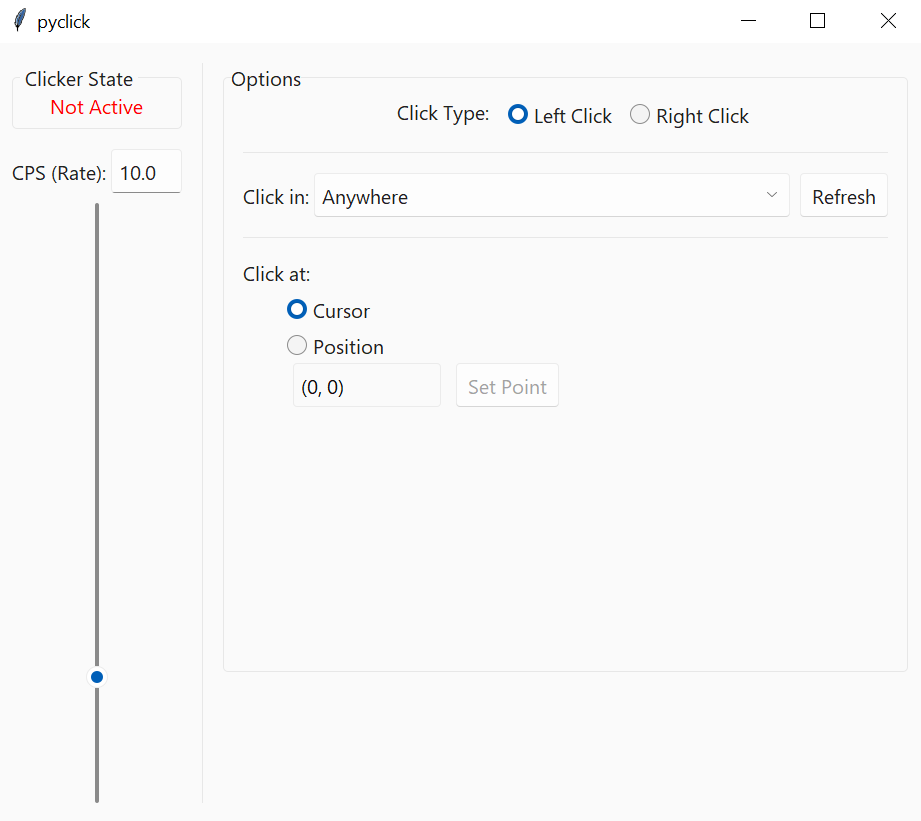 pyclick
Clicker State
Not Active
CPS (Rate): 10.0
Options
Click Type: Left Click Right Click
Click in: Anywhere Refresh
Click at:
Cursor
Position
(0, 0) Set Point